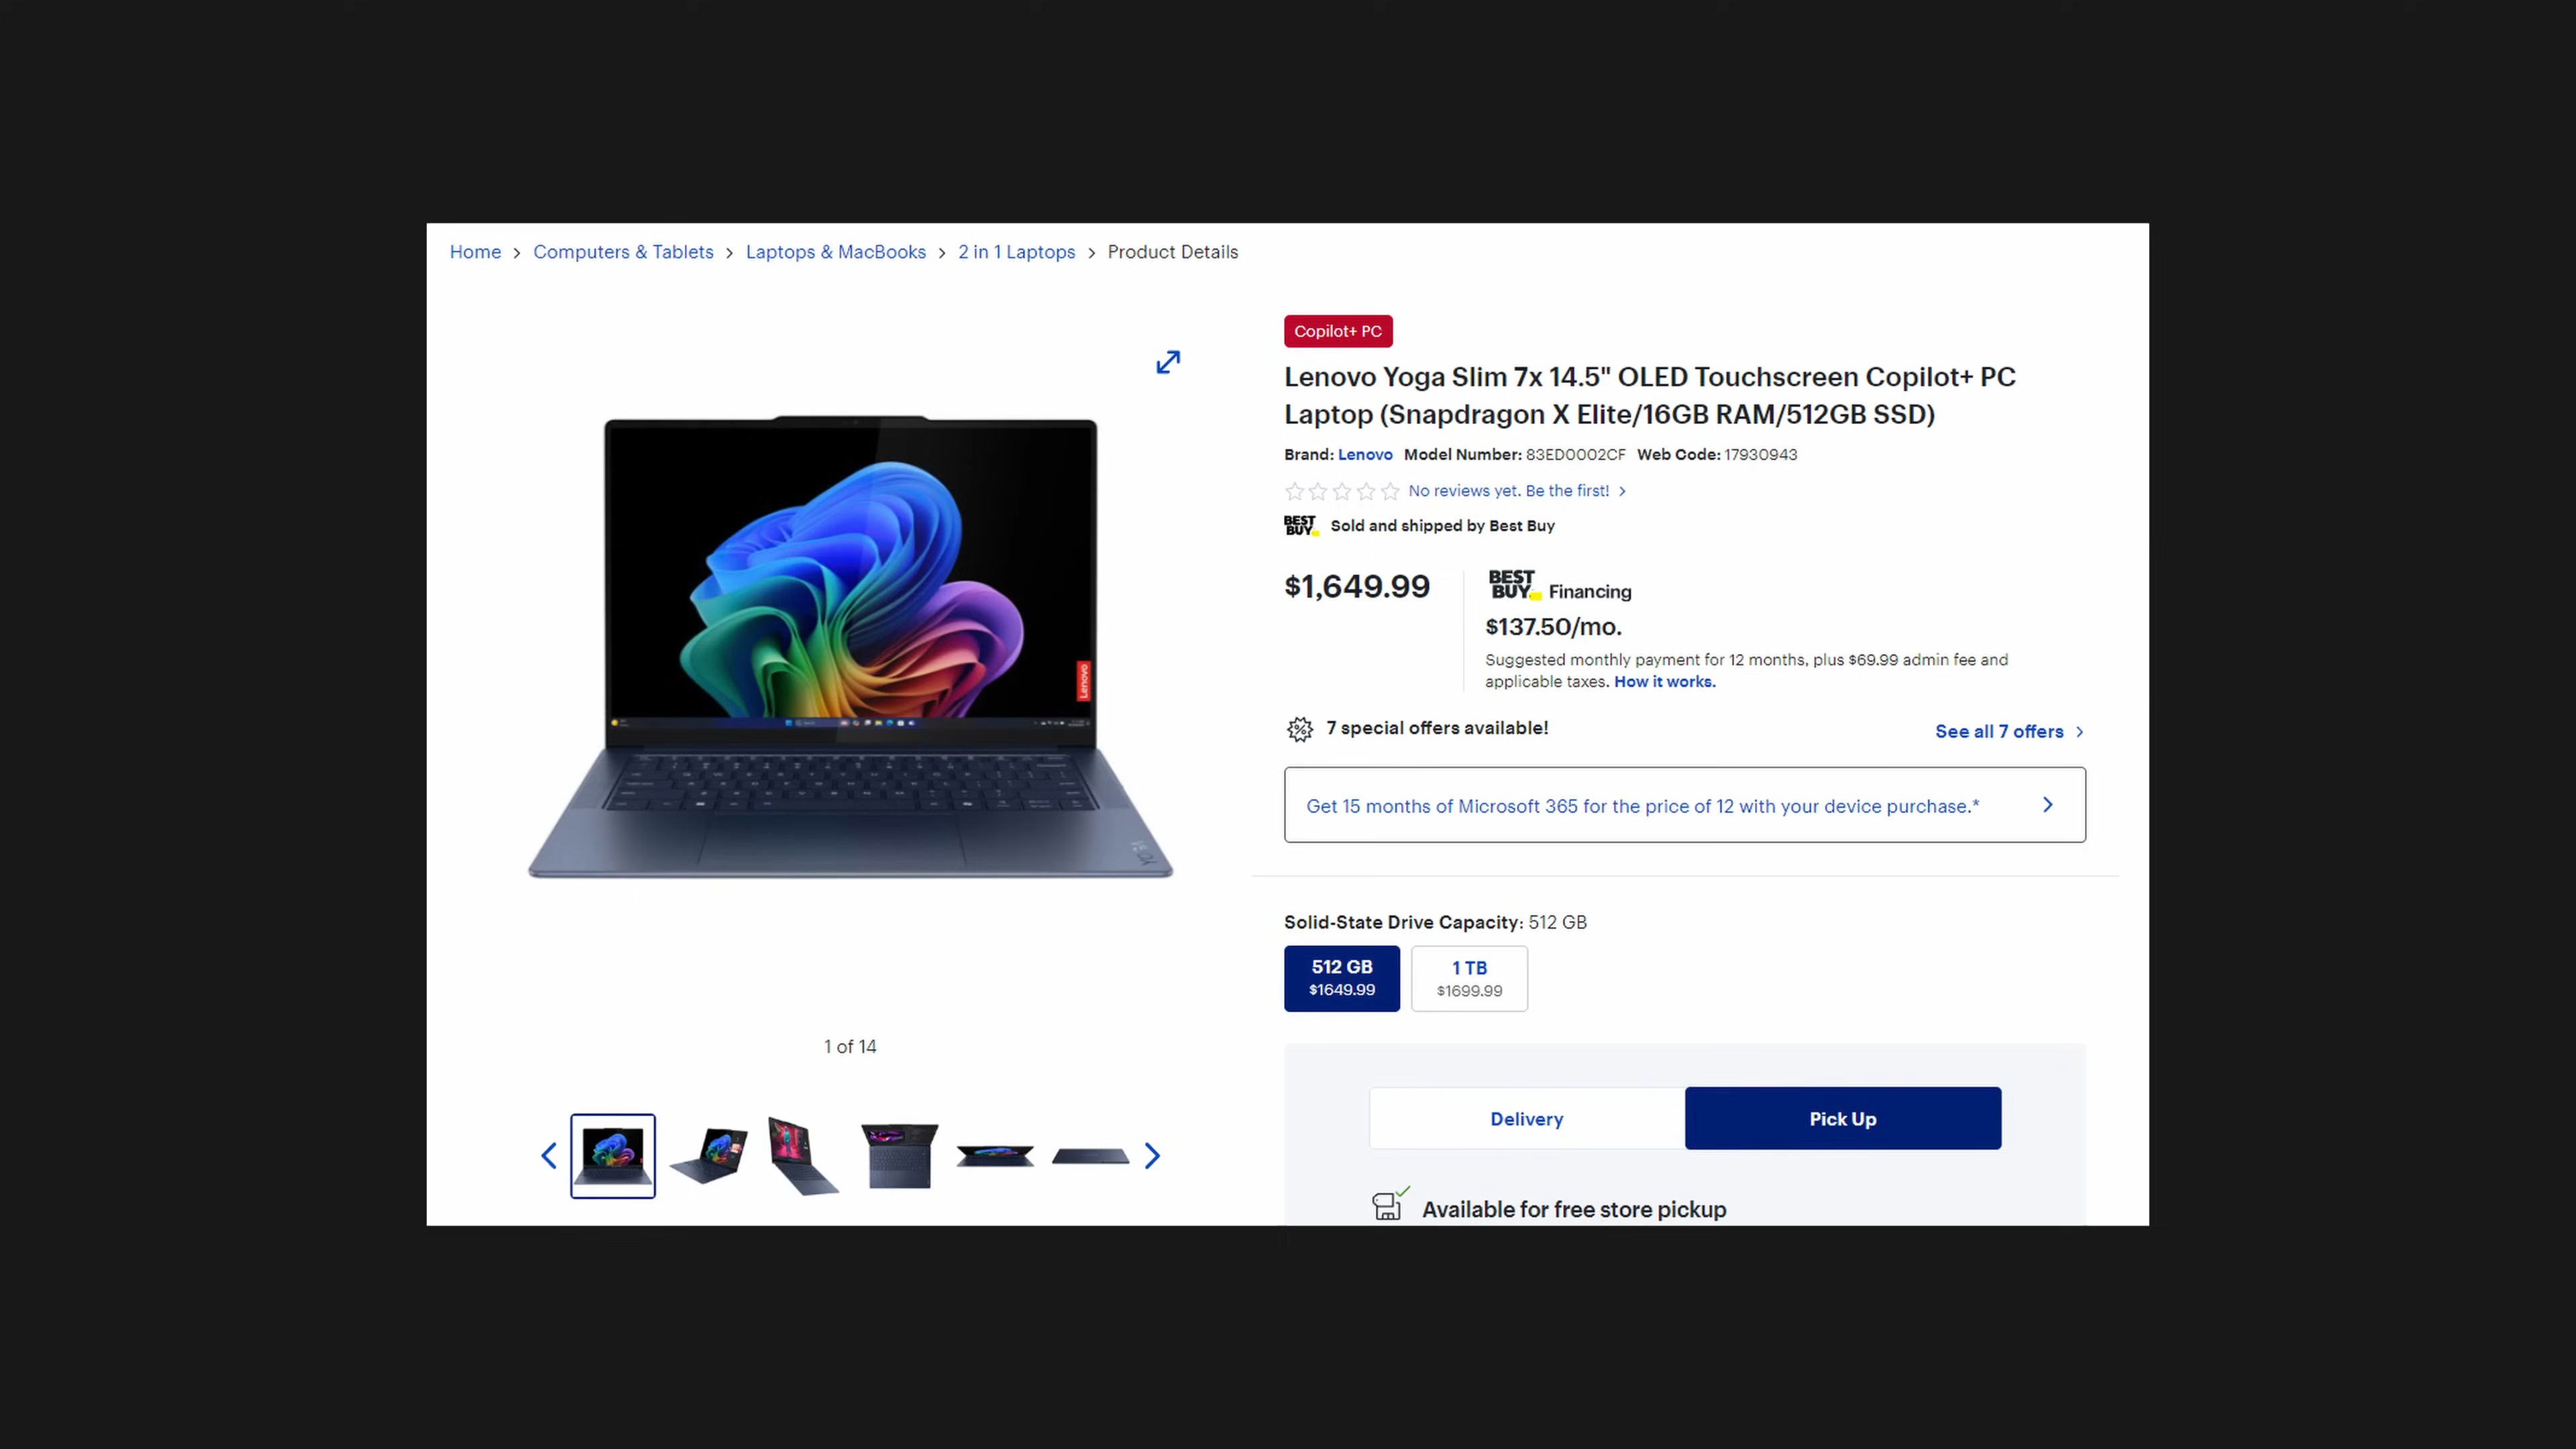 Home > Computers & Tablets > Laptops & MacBooks > 2 in 1 Laptops > Product Details
Copilot+ PC
Lenovo Yoga Slim 7x 14.5" OLED Touchscreen Copilot+ PC
Laptop (Snapdragon X Elite/16GB RAM/512GB SSD)
Brand: Lenovo Model Number: 83ED0002CF Web Code: 17930943
No reviews yet. Be the first! >
BEST BUY Sold and shipped by Best Buy
$1,649.99
BEST BUY Financing
$137.50/mo.
Suggested monthly payment for 12 months, plus $69.99 admin fee and
applicable taxes. How it works.
7 special offers available!
See all 7 offers >
Get 15 months of Microsoft 365 for the price of 12 with your device purchase.*
Lenovo
YOGA
Solid-State Drive Capacity: 512 GB
512 GB
$1649.99
1 TB
$1699.99
1 of 14
Delivery
Pick Up
Available for free store pickup